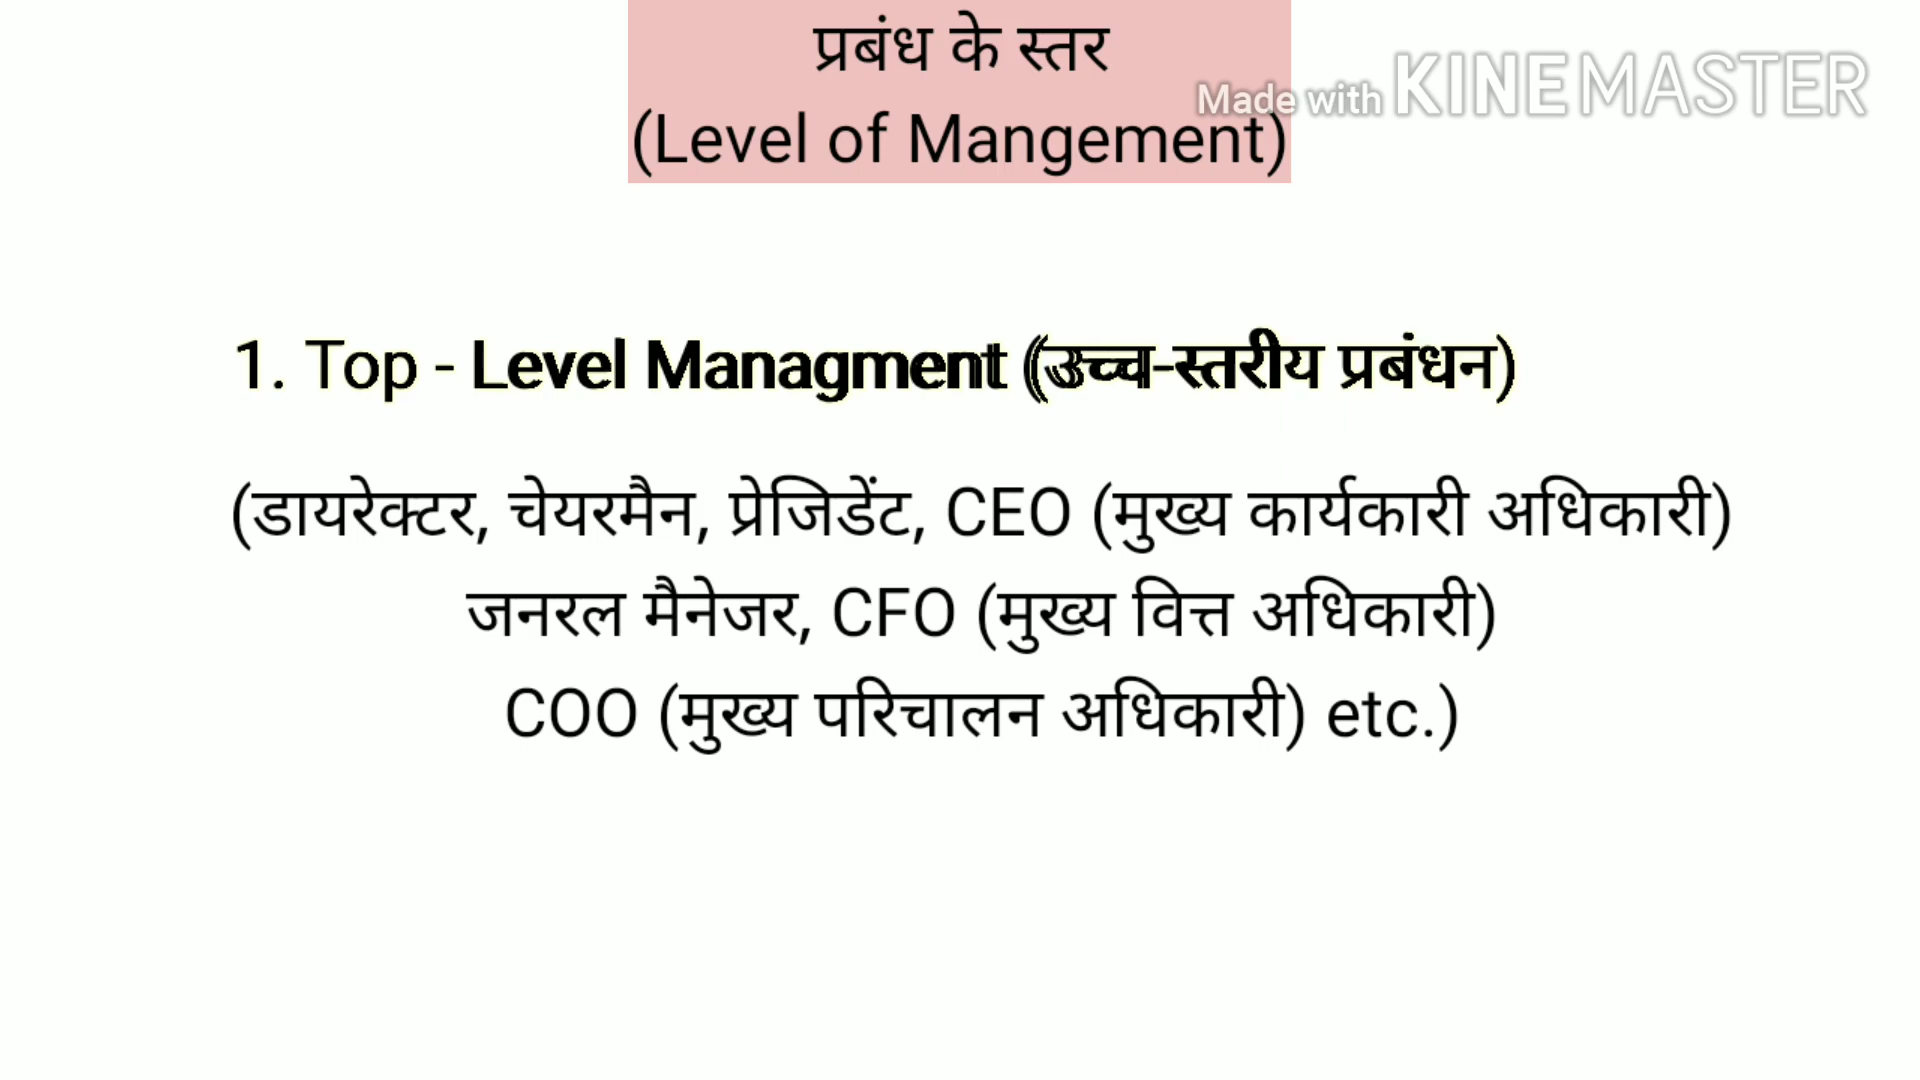 प्रबंध के स्तर
Made with KINEMASTER
(Level of Mangement)
1. Top - Level Managment (उच्च-स्तरीय प्रबंधन)
(डायरेक्टर, चेयरमैन, प्रेजिडेंट, CEO (मुख्य कार्यकारी अधिकारी)
जनरल मैनेजर, CFO (मुख्य वित्त अधिकारी)
COO (मुख्य परिचालन अधिकारी) etc.)